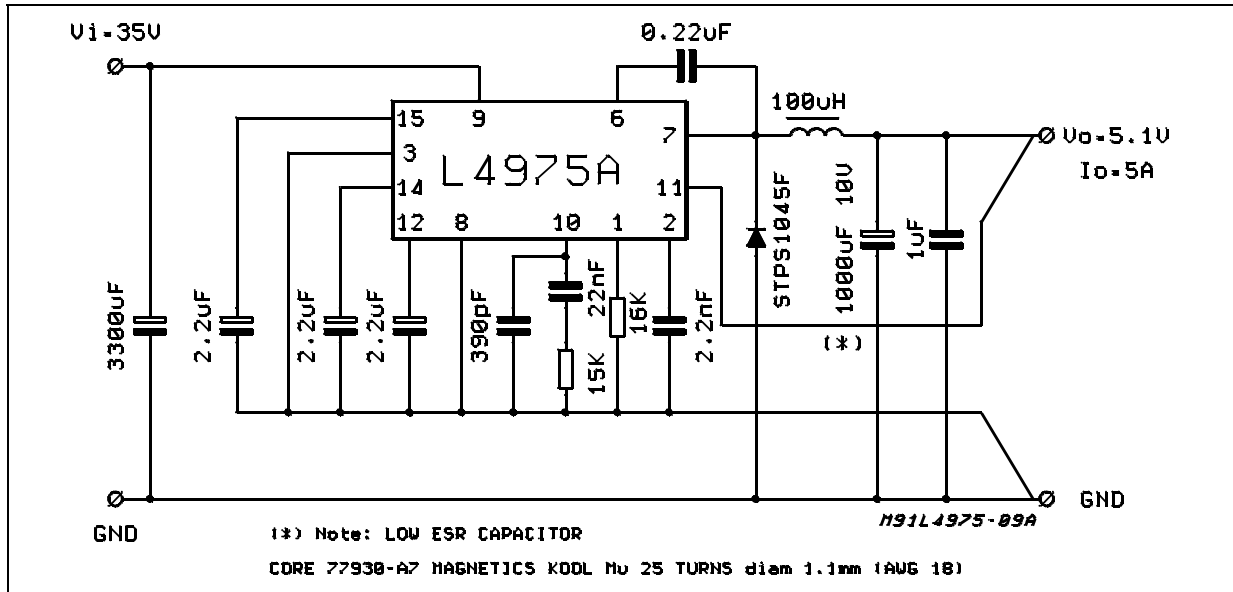 Vi=35V
0.22uF
100uH
15
9
6
7
Vo=5.1V
3
L4975A
Io=5A
14
11
12
8
10
1
2
3300uF
2.2uF
2.2uF
2.2uF
390pF
22nF
15K
16K
2.2nF
STPS1045F
1000uF 10V
1uF
(*)
GND
GND
M91L4975-09A
(*) Note: LOW ESR CAPACITOR
CORE 77930-A7 MAGNETICS KOOL Mu 25 TURNS diam 1.1mm (AWG 18)